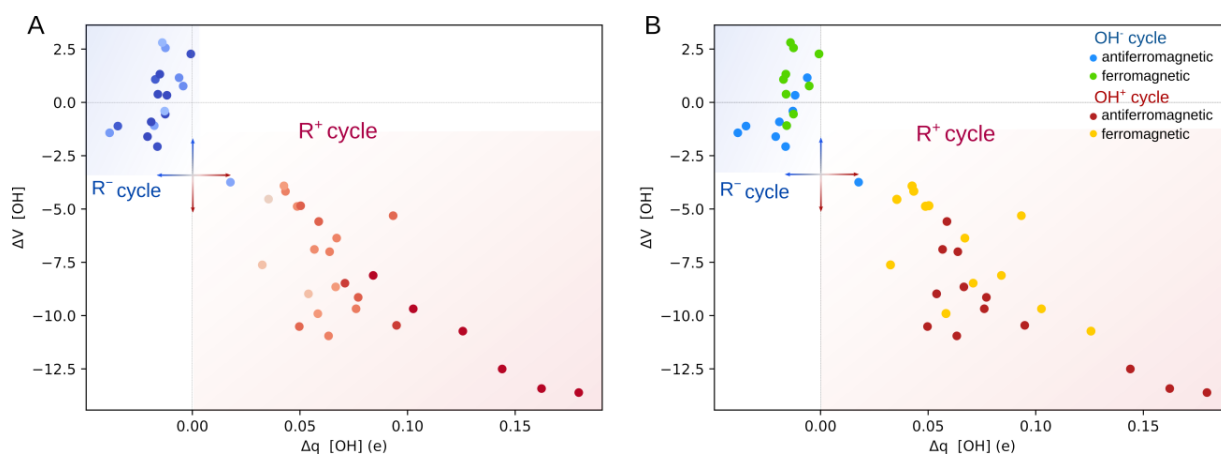 A
2.5
0.0
−2.5
−5.0
−7.5
−10.0
−12.5
ΔV [OH]
R⁺ cycle
R⁻ cycle
0.00
0.05
0.10
0.15
Δq [OH] (e)
B
2.5
0.0
−2.5
−5.0
−7.5
−10.0
−12.5
ΔV [OH]
OH⁻ cycle
antiferromagnetic
ferromagnetic
OH⁺ cycle
antiferromagnetic
ferromagnetic
R⁺ cycle
R⁻ cycle
0.00
0.05
0.10
0.15
Δq [OH] (e)